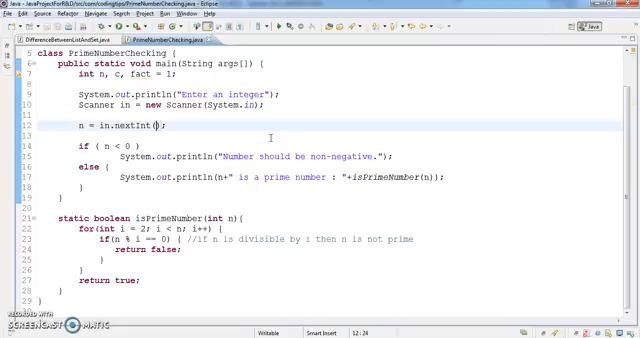 Java - JavaProjectForR&D/src/com/codingtips/PrimeNumberChecking.java - Eclipse
File Edit Source Refactor Navigate Search Project Run Window Help
Java
DifferenceBetweenListAndSet.java PrimeNumberChecking.java
5 class PrimeNumberChecking {
6 public static void main(String args[]) {
7 int n, c, fact = 1;
8
9 System.out.println("Enter an integer");
10 Scanner in = new Scanner(System.in);
11
12 n = in.nextInt();
13
14 if ( n < 0 )
15 System.out.println("Number should be non-negative.");
16 else {
17 System.out.println(n+" is a prime number : "+isPrimeNumber(n));
18 }
19 }
20
21 static boolean isPrimeNumber(int n){
22 for(int i = 2; i < n; i++) {
23 if(n % i == 0) { //if n is divisible by i then n is not prime
24 return false;
25 }
26 }
27 return true;
28 }
29 }
RECORDED WITH
SCREENCAST MATIC
Writable Smart Insert 12 : 24